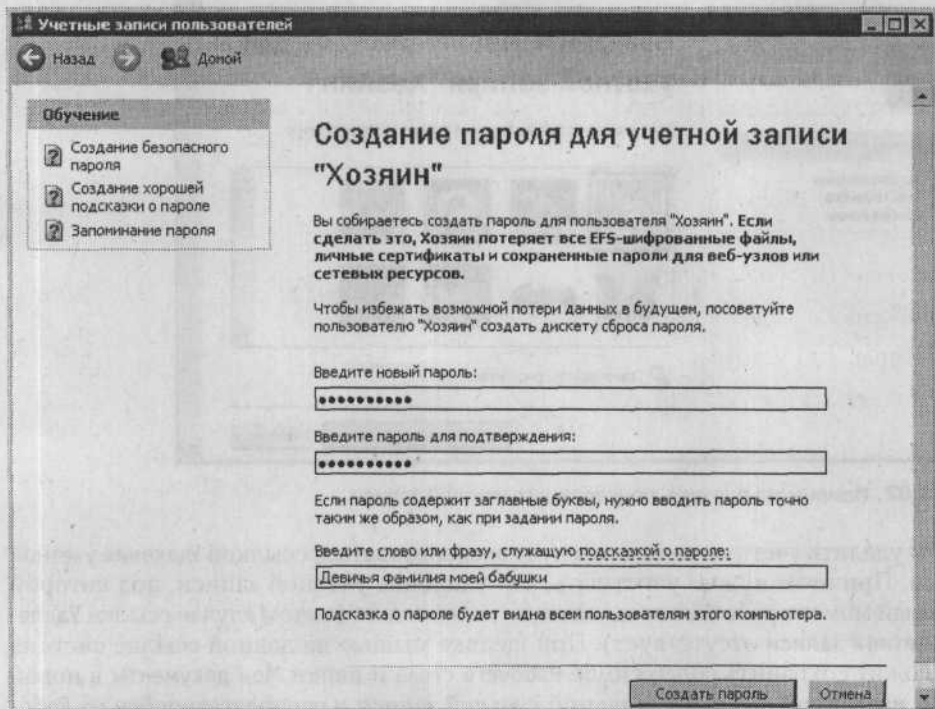 Учетные записи пользователей
Назад
Домой
Обучение
Создание безопасного
пароля
Создание хорошей
подсказки о пароле
Запоминание пароля
Создание пароля для учетной записи
"Хозяин"
Вы собираетесь создать пароль для пользователя "Хозяин". Если
сделать это, Хозяин потеряет все EFS-шифрованные файлы,
личные сертификаты и сохраненные пароли для веб-узлов или
сетевых ресурсов.
Чтобы избежать возможной потери данных в будущем, посоветуйте
пользователю "Хозяин" создать дискету сброса пароля.
Введите новый пароль:
Введите пароль для подтверждения:
Если пароль содержит заглавные буквы, нужно вводить пароль точно
таким же образом, как при задании пароля.
Введите слово или фразу, служащую подсказкой о пароле:
Девичья фамилия моей бабушки
Подсказка о пароле будет видна всем пользователям этого компьютера.
Создать пароль
Отмена